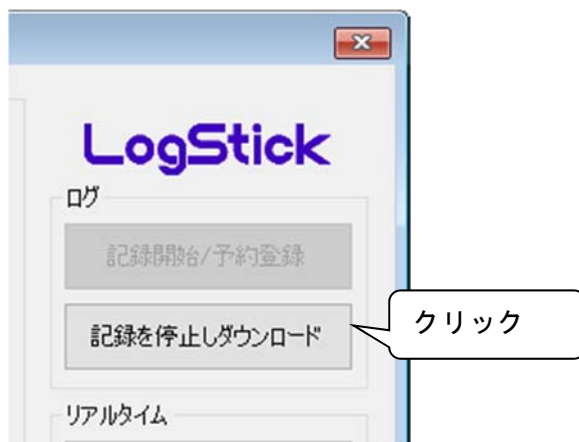 LogStick
ログ
記録開始/予約登録
記録を停止しダウンロード
クリック
リアルタイム